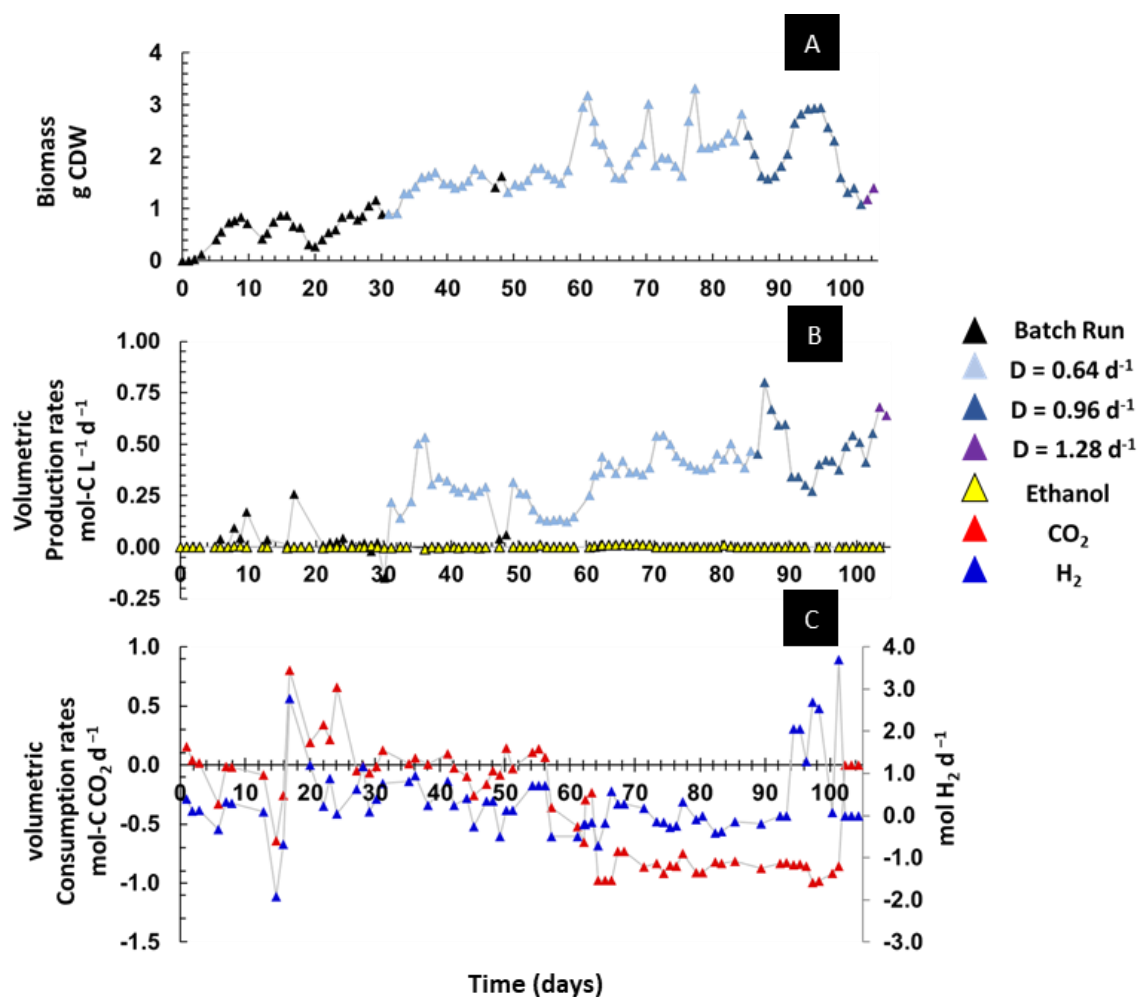 A
4
3
2
1
0
Biomass
g CDW
0 10 20 30 40 50 60 70 80 90 100
B
1.00
0.75
0.50
0.25
0.00
-0.25
Volumetric
Production rates
mol-C L⁻¹ d⁻¹
0 10 20 30 40 50 60 70 80 90 100
Batch Run
D = 0.64 d⁻¹
D = 0.96 d⁻¹
D = 1.28 d⁻¹
Ethanol
CO₂
H₂
C
1.0
0.5
0.0
-0.5
-1.0
-1.5
volumetric
Consumption rates
mol-C CO₂ d⁻¹
0 10 20 30 40 50 60 70 80 90 100
4.0
3.0
2.0
1.0
0.0
-1.0
-2.0
-3.0
mol H₂ d⁻¹
Time (days)